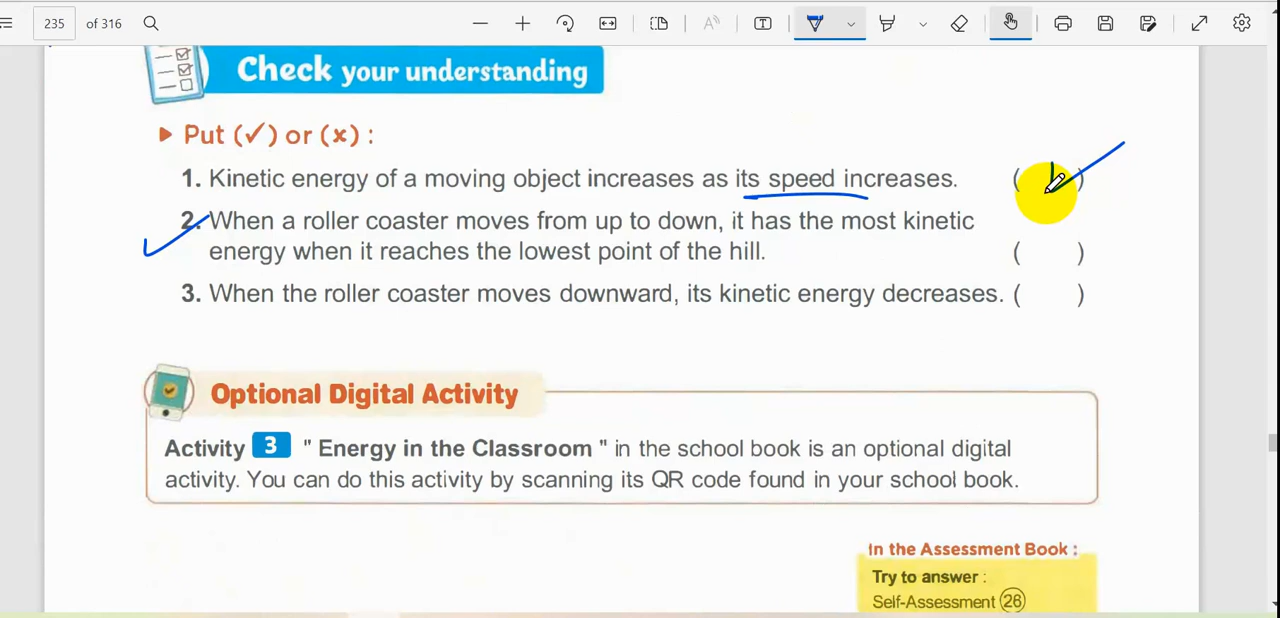 235 of 316
Check your understanding
Put (✓) or (x) :
1. Kinetic energy of a moving object increases as its speed increases. ( )
2. When a roller coaster moves from up to down, it has the most kinetic
energy when it reaches the lowest point of the hill. ( )
3. When the roller coaster moves downward, its kinetic energy decreases. ( )
Optional Digital Activity
Activity 3 " Energy in the Classroom " in the school book is an optional digital
activity. You can do this activity by scanning its QR code found in your school book.
In the Assessment Book :
Try to answer :
Self-Assessment 26